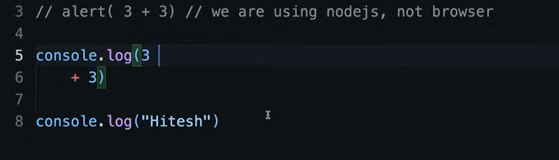 3 // alert( 3 + 3) // we are using nodejs, not browser
4
5 console.log(3
6     + 3)
7
8 console.log("Hitesh")